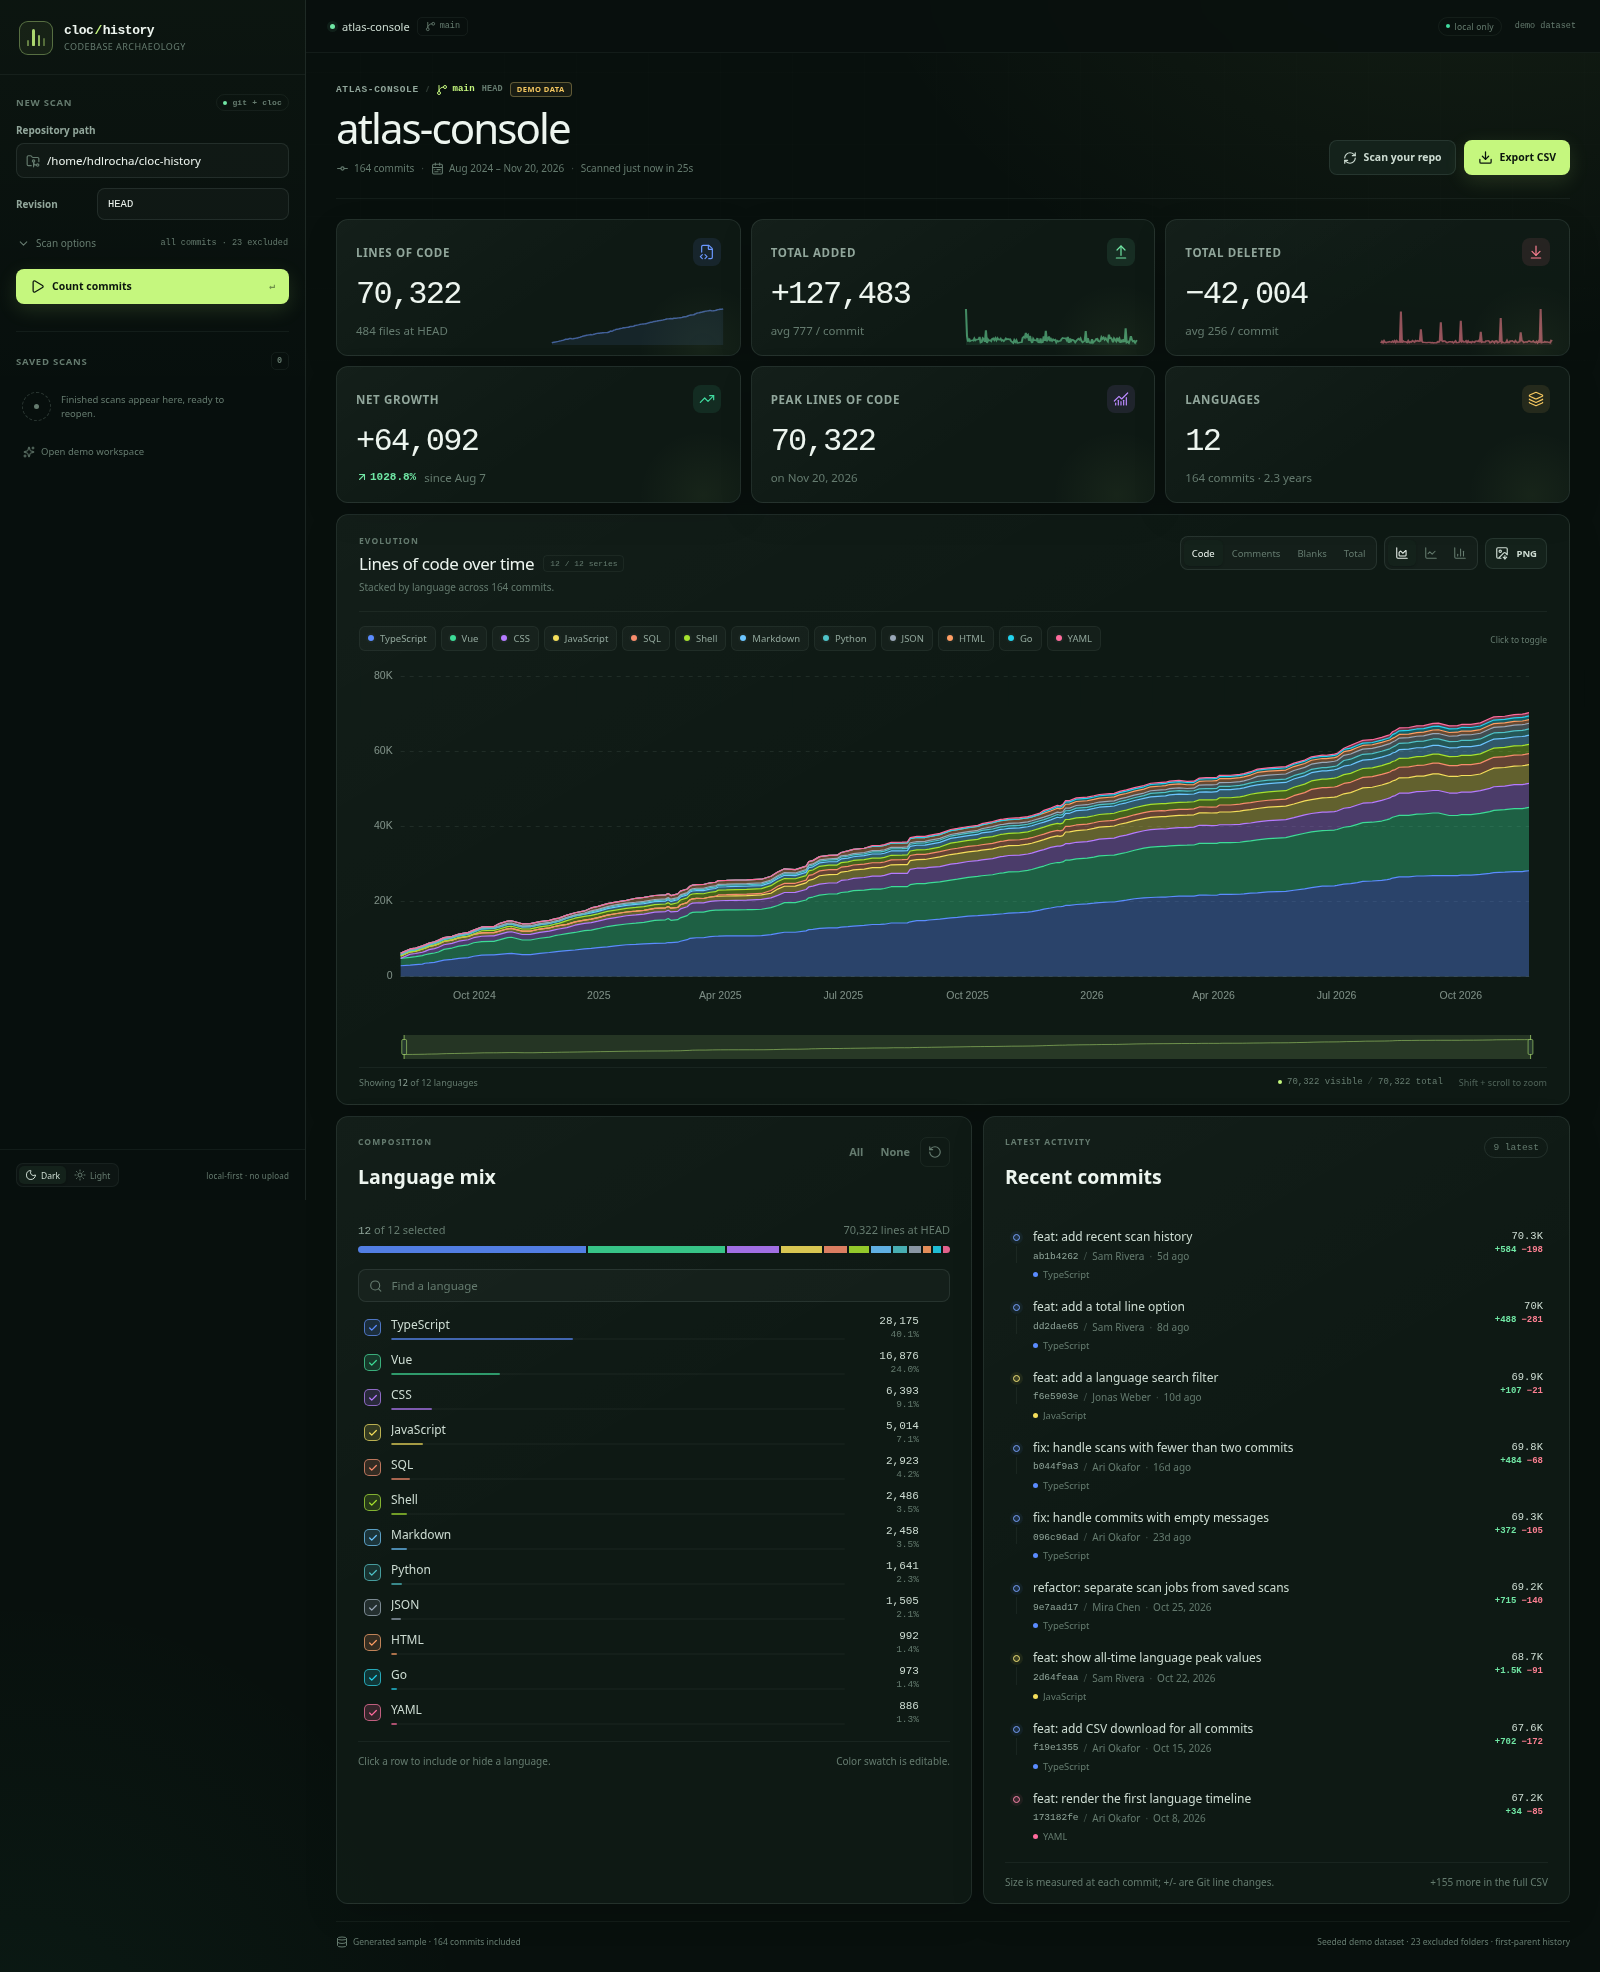 cloc/history
CODEBASE ARCHAEOLOGY
NEW SCAN
git + cloc
Repository path
/home/hdlrocha/cloc-history
Revision
HEAD
Scan options
all commits · 23 excluded
Count commits
↵
SAVED SCANS
0
Finished scans appear here, ready to
reopen.
Open demo workspace
Dark
Light
local-first · no upload
atlas-console
main
local only
demo dataset
ATLAS-CONSOLE / main HEAD DEMO DATA
atlas-console
164 commits · Aug 2024 – Nov 20, 2026 · Scanned just now in 25s
Scan your repo
Export CSV
LINES OF CODE
70,322
484 files at HEAD
TOTAL ADDED
+127,483
avg 777 / commit
TOTAL DELETED
−42,004
avg 256 / commit
NET GROWTH
+64,092
1028.8% since Aug 7
PEAK LINES OF CODE
70,322
on Nov 20, 2026
LANGUAGES
12
164 commits · 2.3 years
EVOLUTION
Lines of code over time
12 / 12 series
Stacked by language across 164 commits.
Code
Comments
Blanks
Total
PNG
TypeScript
Vue
CSS
JavaScript
SQL
Shell
Markdown
Python
JSON
HTML
Go
YAML
Click to toggle
80K
60K
40K
20K
0
Oct 2024
2025
Apr 2025
Jul 2025
Oct 2025
2026
Apr 2026
Jul 2026
Oct 2026
Showing 12 of 12 languages
70,322 visible / 70,322 total
Shift + scroll to zoom
COMPOSITION
Language mix
All
None
12 of 12 selected
70,322 lines at HEAD
Find a language
TypeScript
28,175
40.1%
Vue
16,876
24.0%
CSS
6,393
9.1%
JavaScript
5,014
7.1%
SQL
2,923
4.2%
Shell
2,486
3.5%
Markdown
2,458
3.5%
Python
1,641
2.3%
JSON
1,505
2.1%
HTML
992
1.4%
Go
973
1.4%
YAML
886
1.3%
Click a row to include or hide a language.
Color swatch is editable.
LATEST ACTIVITY
Recent commits
9 latest
feat: add recent scan history
70.3K
ab1b4262 / Sam Rivera · 5d ago
+584 −198
TypeScript
feat: add a total line option
70K
dd2dae65 / Sam Rivera · 8d ago
+488 −281
TypeScript
feat: add a language search filter
69.9K
f6e5903e / Jonas Weber · 10d ago
+107 −21
JavaScript
fix: handle scans with fewer than two commits
69.8K
b044f9a3 / Ari Okafor · 16d ago
+484 −68
TypeScript
fix: handle commits with empty messages
69.3K
096c96ad / Ari Okafor · 23d ago
+372 −105
TypeScript
refactor: separate scan jobs from saved scans
69.2K
9e7aad17 / Mira Chen · Oct 25, 2026
+715 −140
TypeScript
feat: show all-time language peak values
68.7K
2d64feaa / Sam Rivera · Oct 22, 2026
+1.5K −91
JavaScript
feat: add CSV download for all commits
67.6K
f19e1355 / Ari Okafor · Oct 15, 2026
+702 −172
TypeScript
feat: render the first language timeline
67.2K
173182fe / Ari Okafor · Oct 8, 2026
+34 −85
YAML
Size is measured at each commit; +/- are Git line changes.
+155 more in the full CSV
Generated sample · 164 commits included
Seeded demo dataset · 23 excluded folders · first-parent history